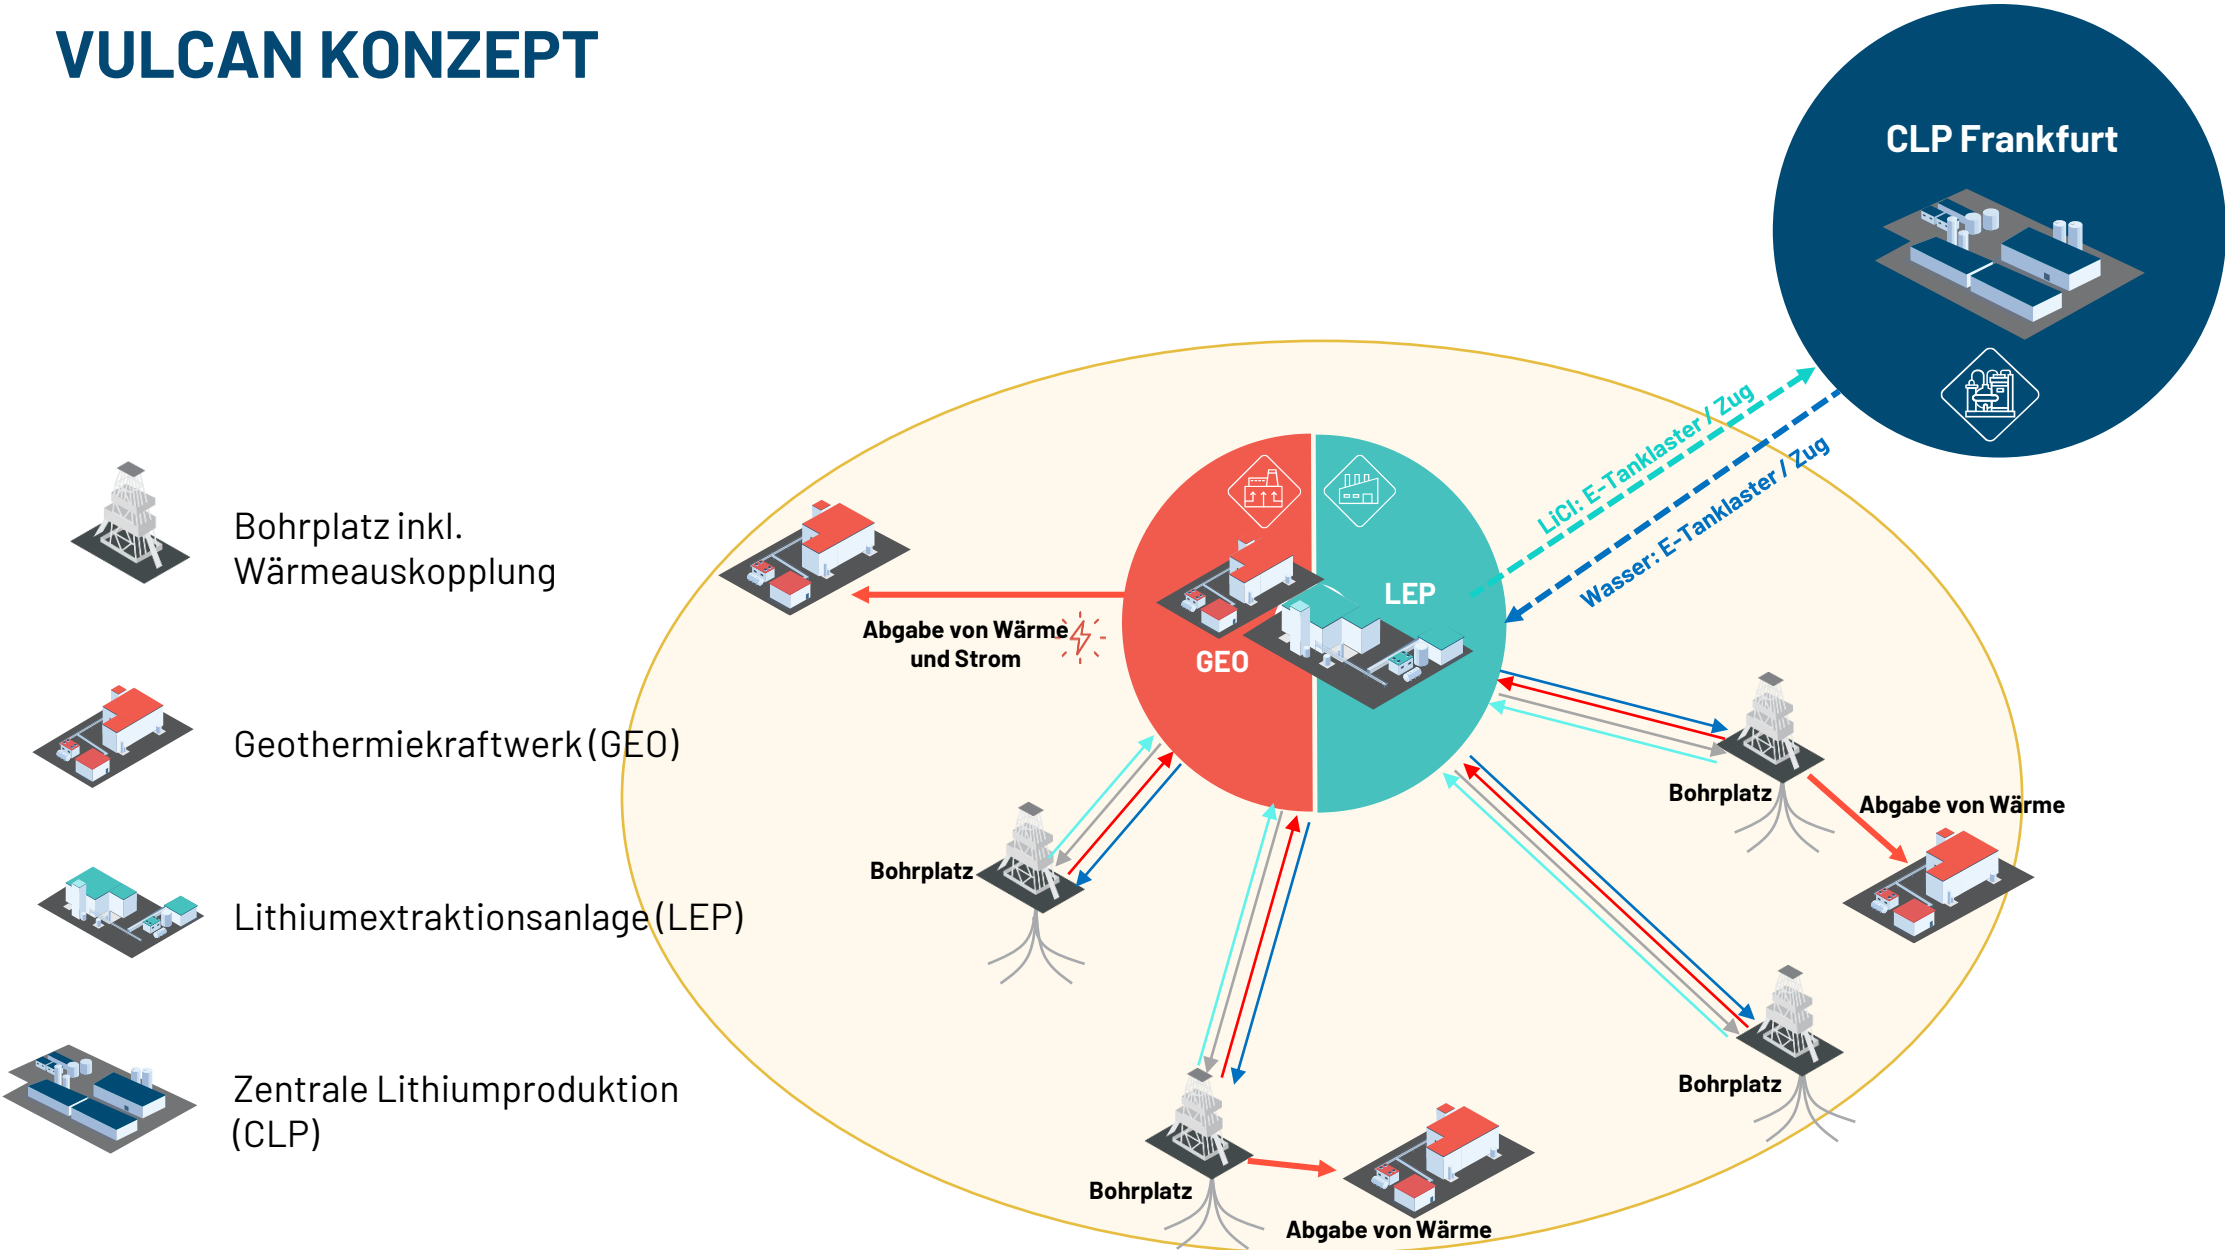 VULCAN KONZEPT
CLP Frankfurt
LiCl: E-Tanklaster / Zug
Wasser: E-Tanklaster / Zug
Bohrplatz inkl.
Wärmeauskopplung
Geothermiekraftwerk (GEO)
Lithiumextraktionsanlage (LEP)
Zentrale Lithiumproduktion
(CLP)
LEP
GEO
Abgabe von Wärme
und Strom
Bohrplatz
Abgabe von Wärme
Bohrplatz
Bohrplatz
Bohrplatz
Abgabe von Wärme